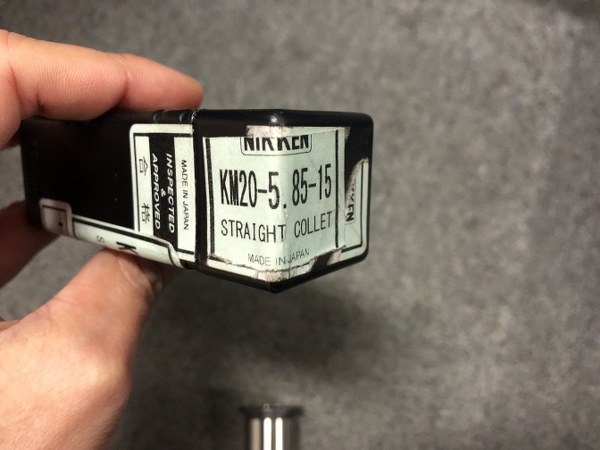 NIKKEN
KM20-5.85-15
STRAIGHT COLLET
MADE IN JAPAN
MADE IN JAPAN
INSPECTED
&
APPROVED
合格
K
S